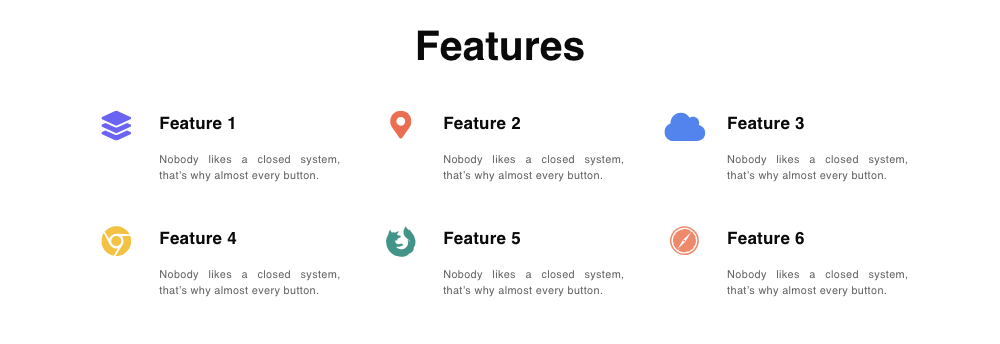 Features
Feature 1
Nobody likes a closed system,
that's why almost every button.
Feature 2
Nobody likes a closed system,
that's why almost every button.
Feature 3
Nobody likes a closed system,
that's why almost every button.
Feature 4
Nobody likes a closed system,
that's why almost every button.
Feature 5
Nobody likes a closed system,
that's why almost every button.
Feature 6
Nobody likes a closed system,
that's why almost every button.